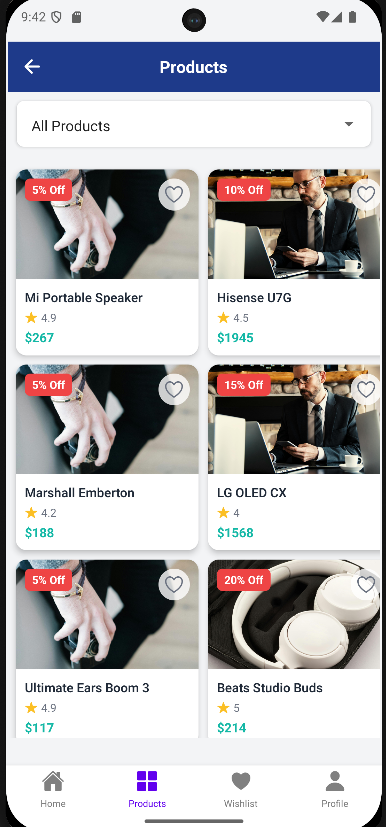 9:42
Products
All Products
5% Off
10% Off
Mi Portable Speaker
Hisense U7G
4.9
4.5
$267
$1945
5% Off
15% Off
Marshall Emberton
LG OLED CX
4.2
4
$188
$1568
5% Off
20% Off
Ultimate Ears Boom 3
Beats Studio Buds
4.9
5
$117
$214
Home
Products
Wishlist
Profile